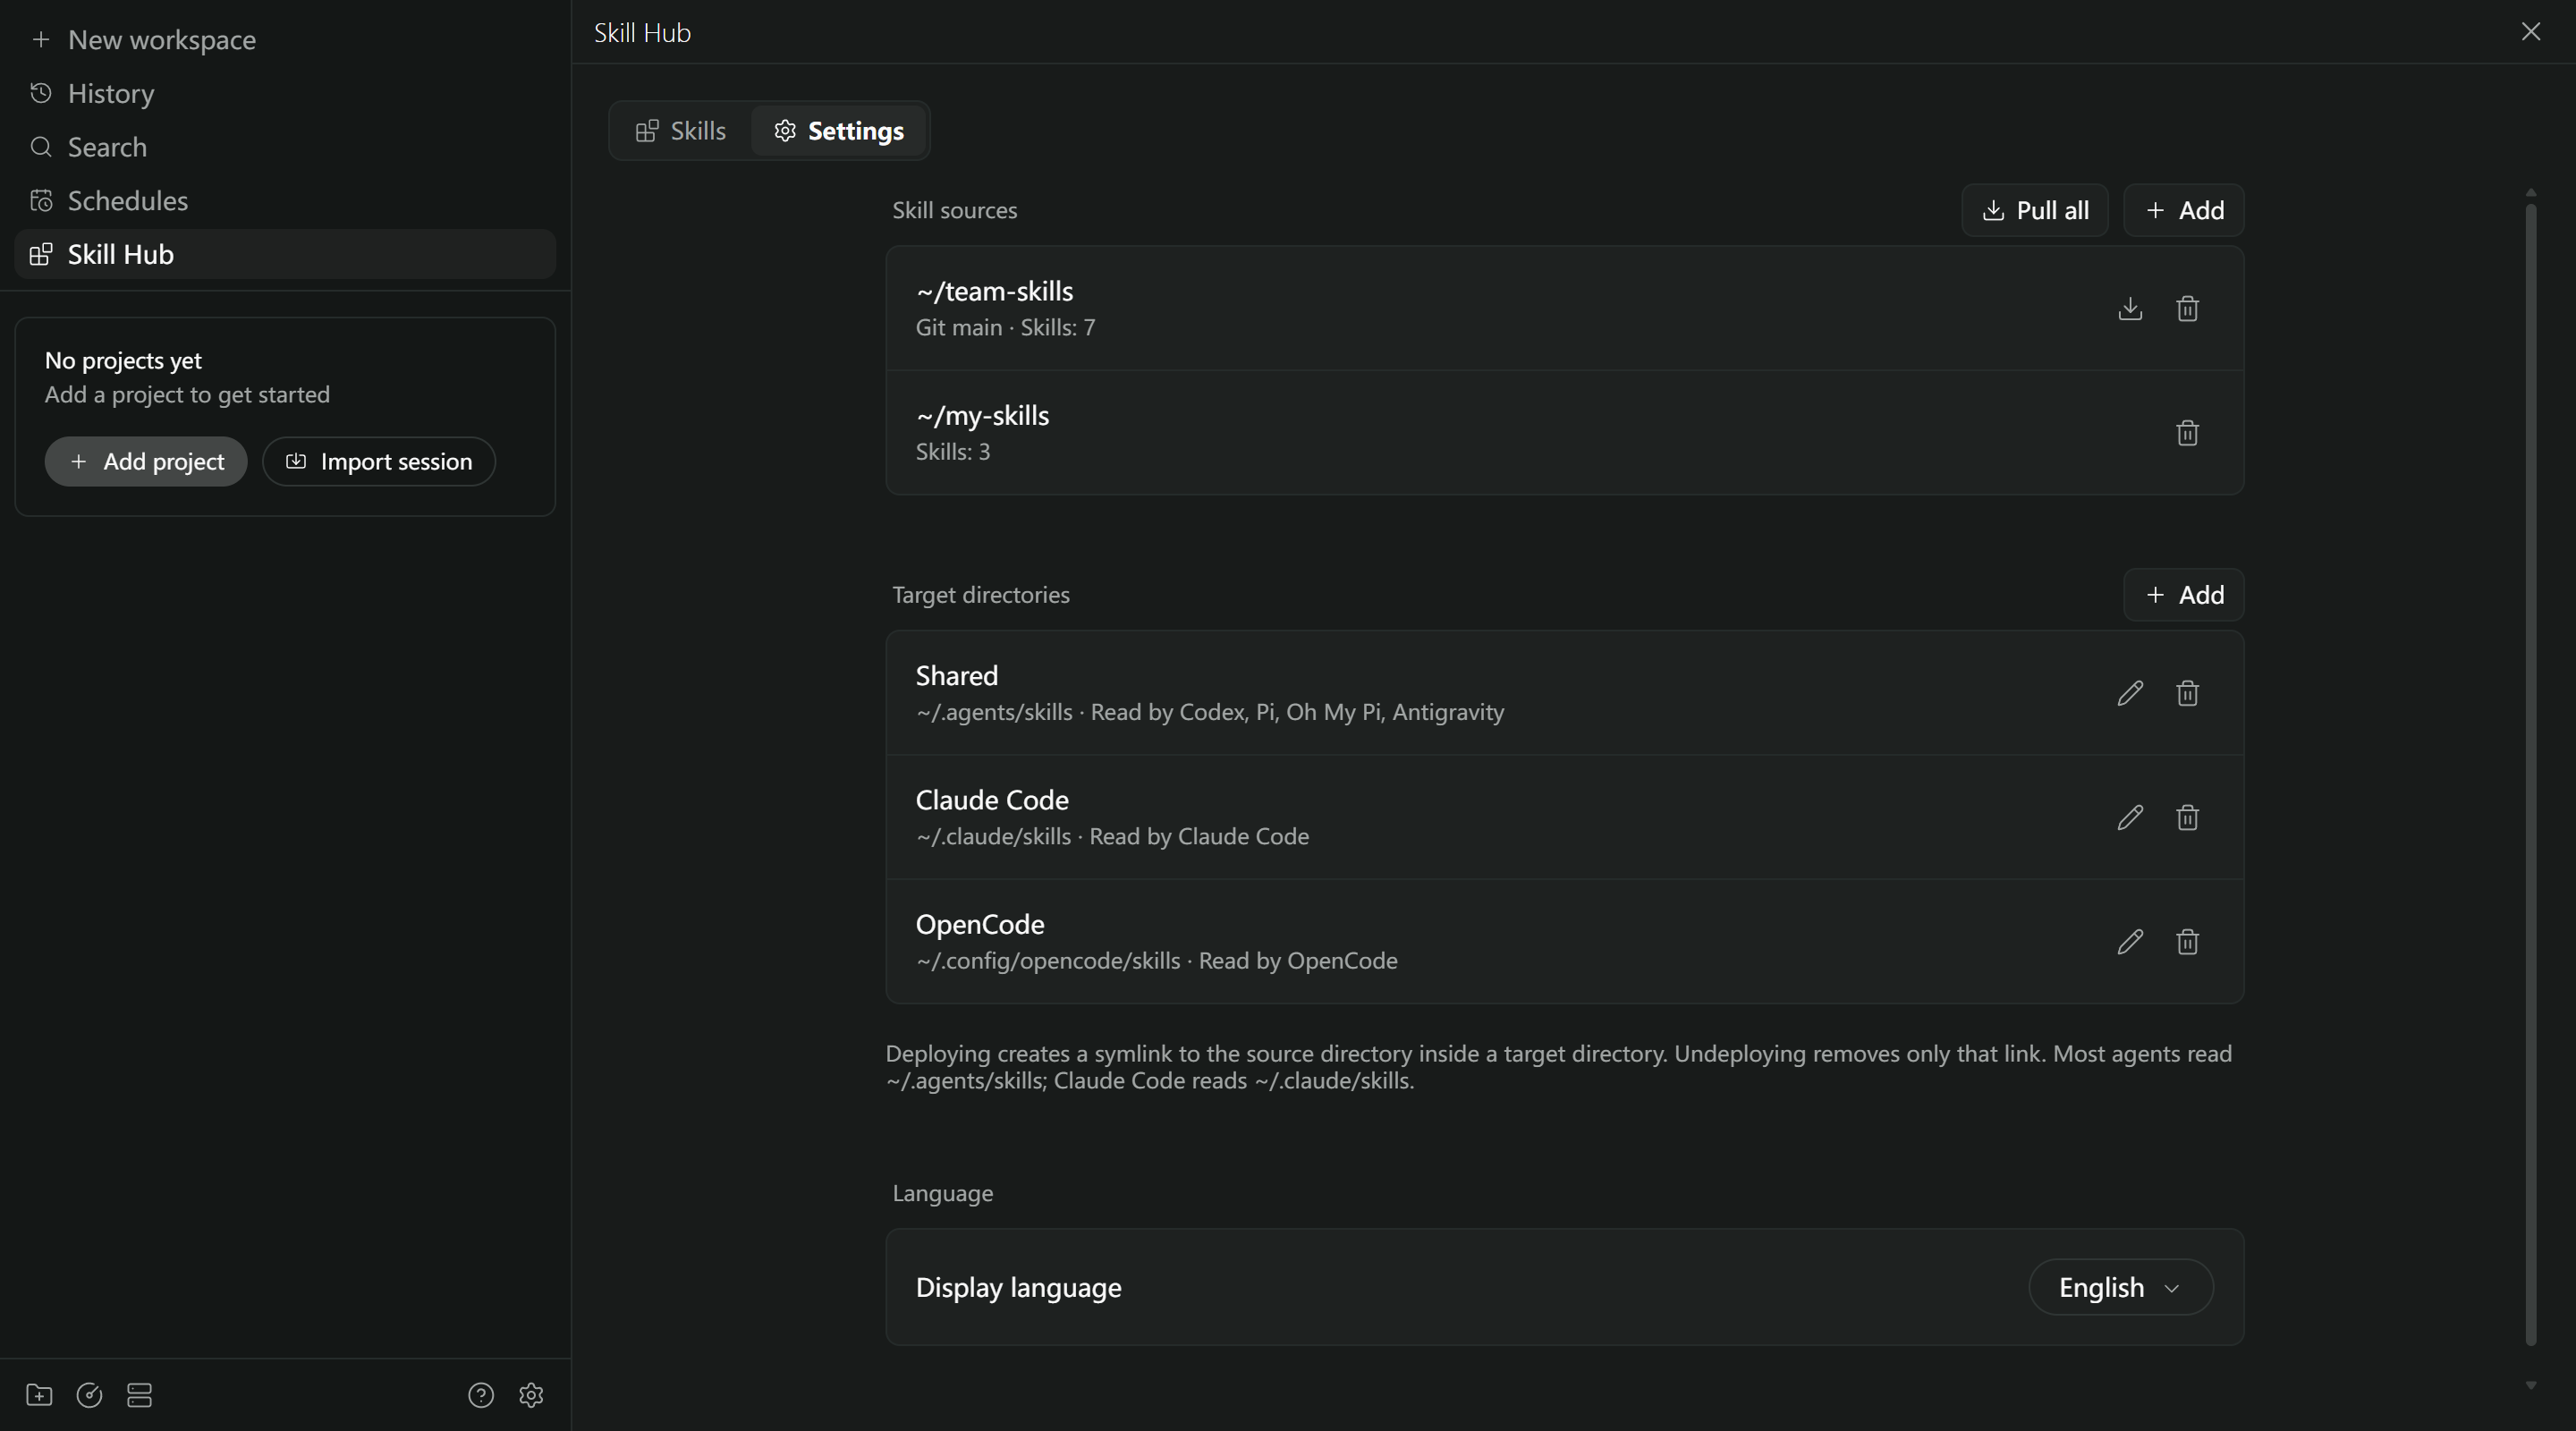 New workspace
History
Search
Schedules
Skill Hub
No projects yet
Add a project to get started
Add project
Import session
Skill Hub
Skills
Settings
Skill sources
Pull all
Add
~/team-skills
Git main · Skills: 7
~/my-skills
Skills: 3
Target directories
Add
Shared
~/.agents/skills · Read by Codex, Pi, Oh My Pi, Antigravity
Claude Code
~/.claude/skills · Read by Claude Code
OpenCode
~/.config/opencode/skills · Read by OpenCode
Deploying creates a symlink to the source directory inside a target directory. Undeploying removes only that link. Most agents read
~/.agents/skills; Claude Code reads ~/.claude/skills.
Language
Display language
English